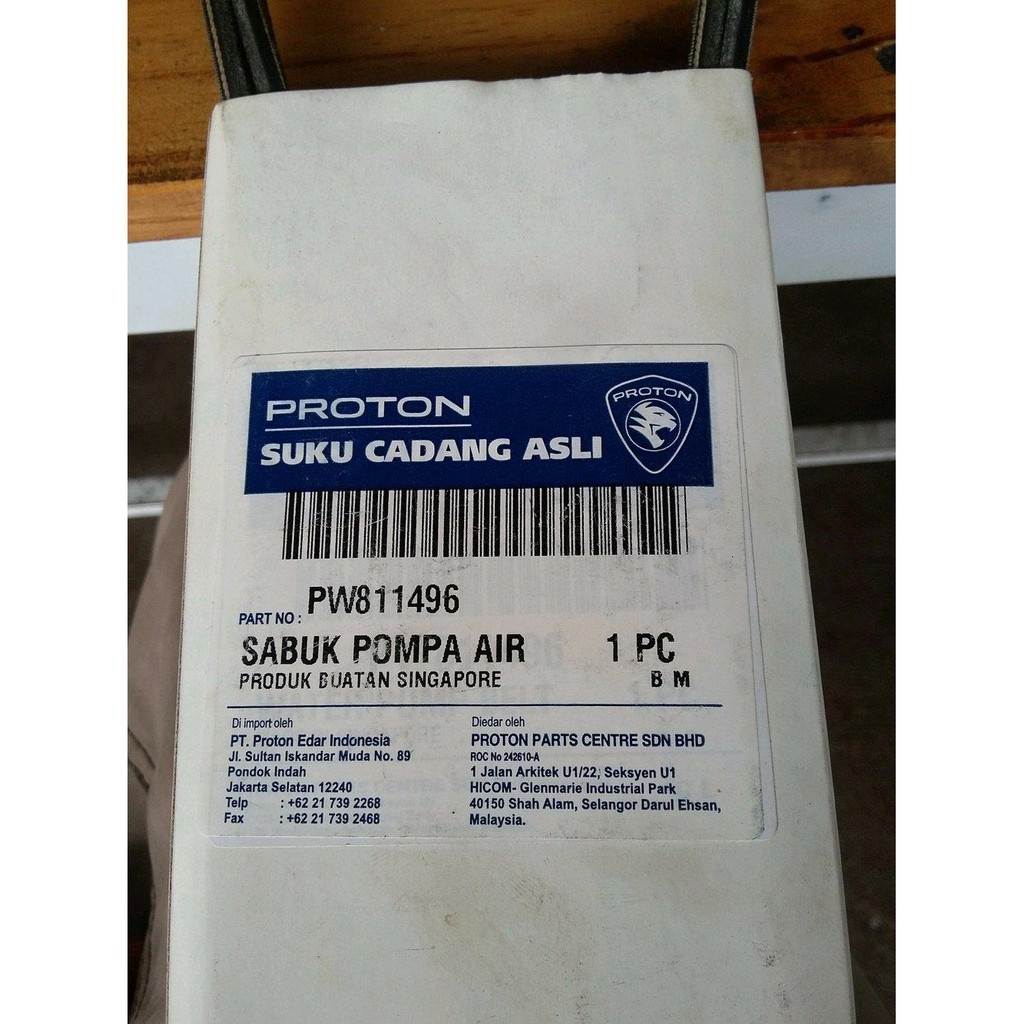 PROTON
SUKU CADANG ASLI
PROTON
PART NO : PW811496
SABUK POMPA AIR 1 PC
PRODUK BUATAN SINGAPORE B M
Di import oleh
PT. Proton Edar Indonesia
Jl. Sultan Iskandar Muda No. 89
Pondok Indah
Jakarta Selatan 12240
Telp : +62 21 739 2268
Fax : +62 21 739 2468
Diedar oleh
PROTON PARTS CENTRE SDN BHD
ROC No 242610-A
1 Jalan Arkitek U1/22, Seksyen U1
HICOM- Glenmarie Industrial Park
40150 Shah Alam, Selangor Darul Ehsan,
Malaysia.